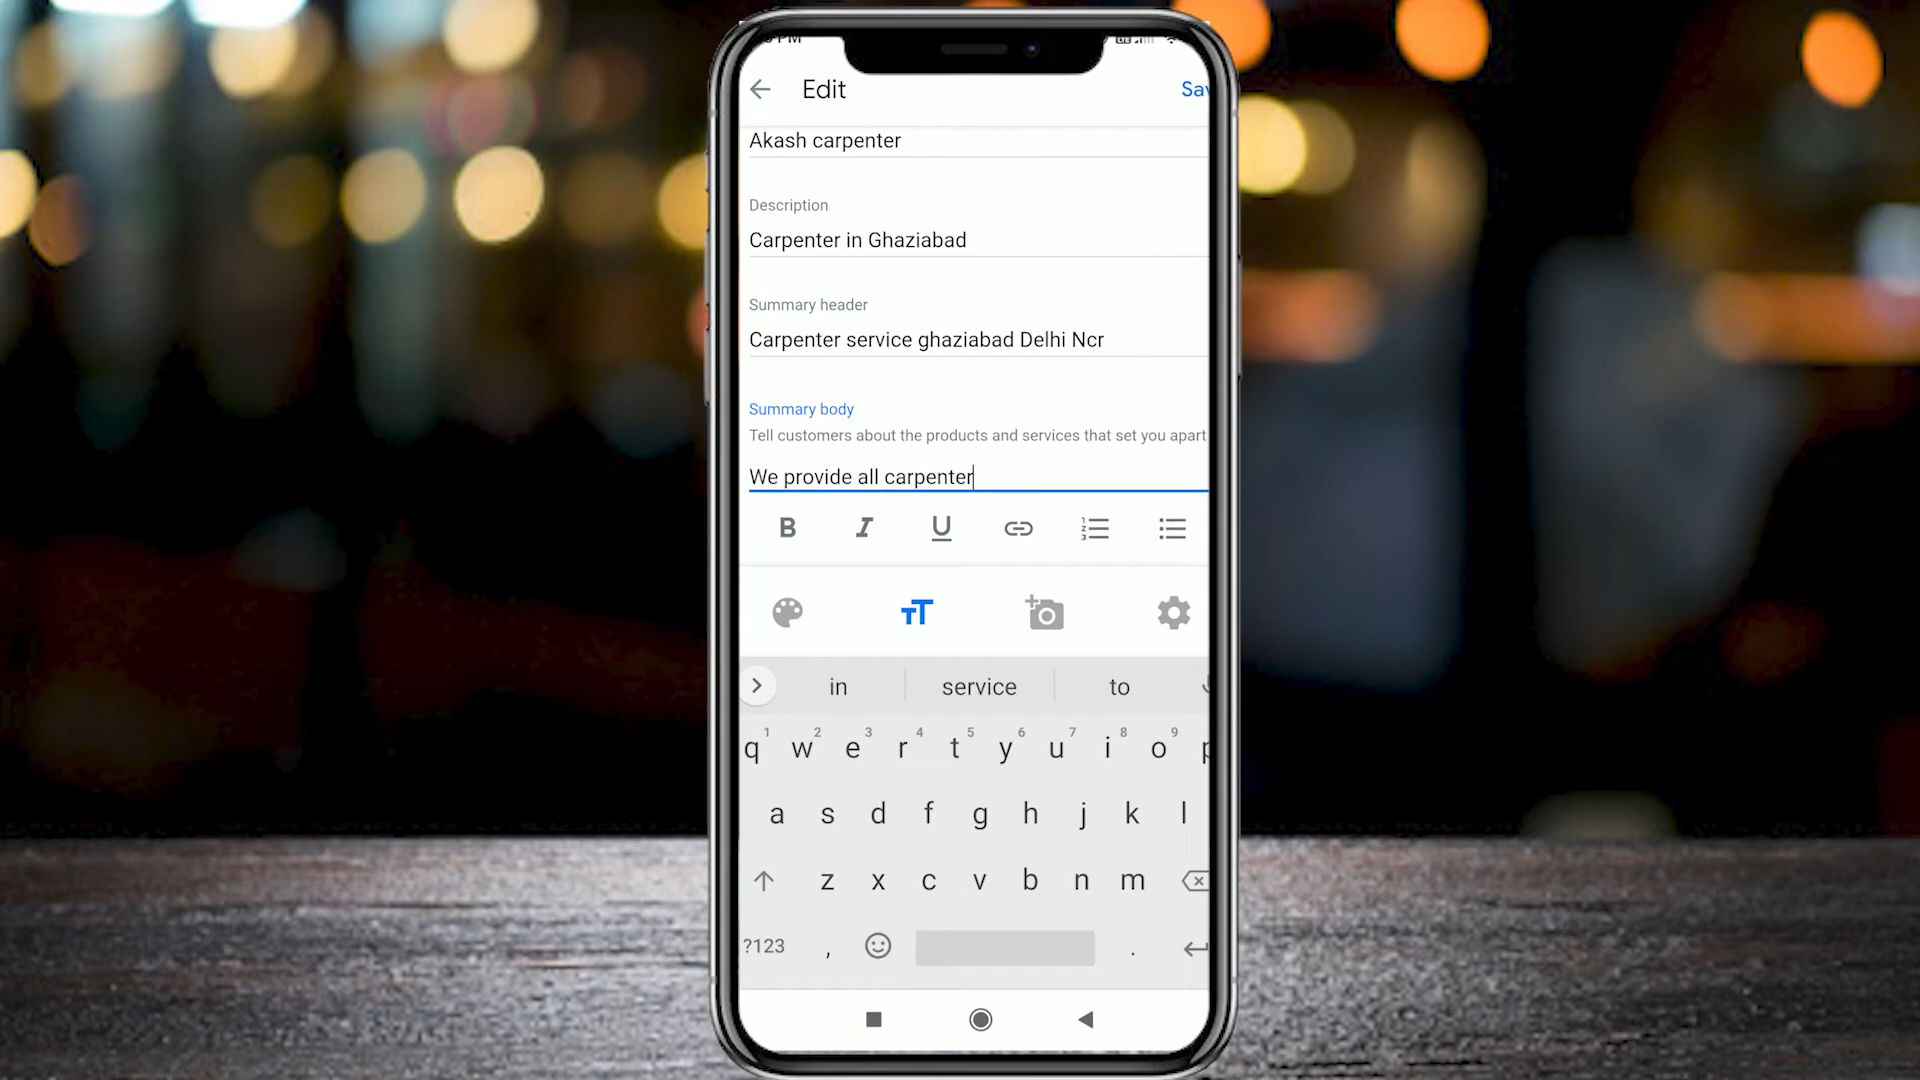 PM
Edit
Akash carpenter
Description
Carpenter in Ghaziabad
Summary header
Carpenter service ghaziabad Delhi Ncr
Summary body
Tell customers about the products and services that set you apart
We provide all carpenter
B I U
in service to
1 2 3 4 5 6 7 8 9
q w e r t y u i o p
a s d f g h j k l
z x c v b n m
?123 , .